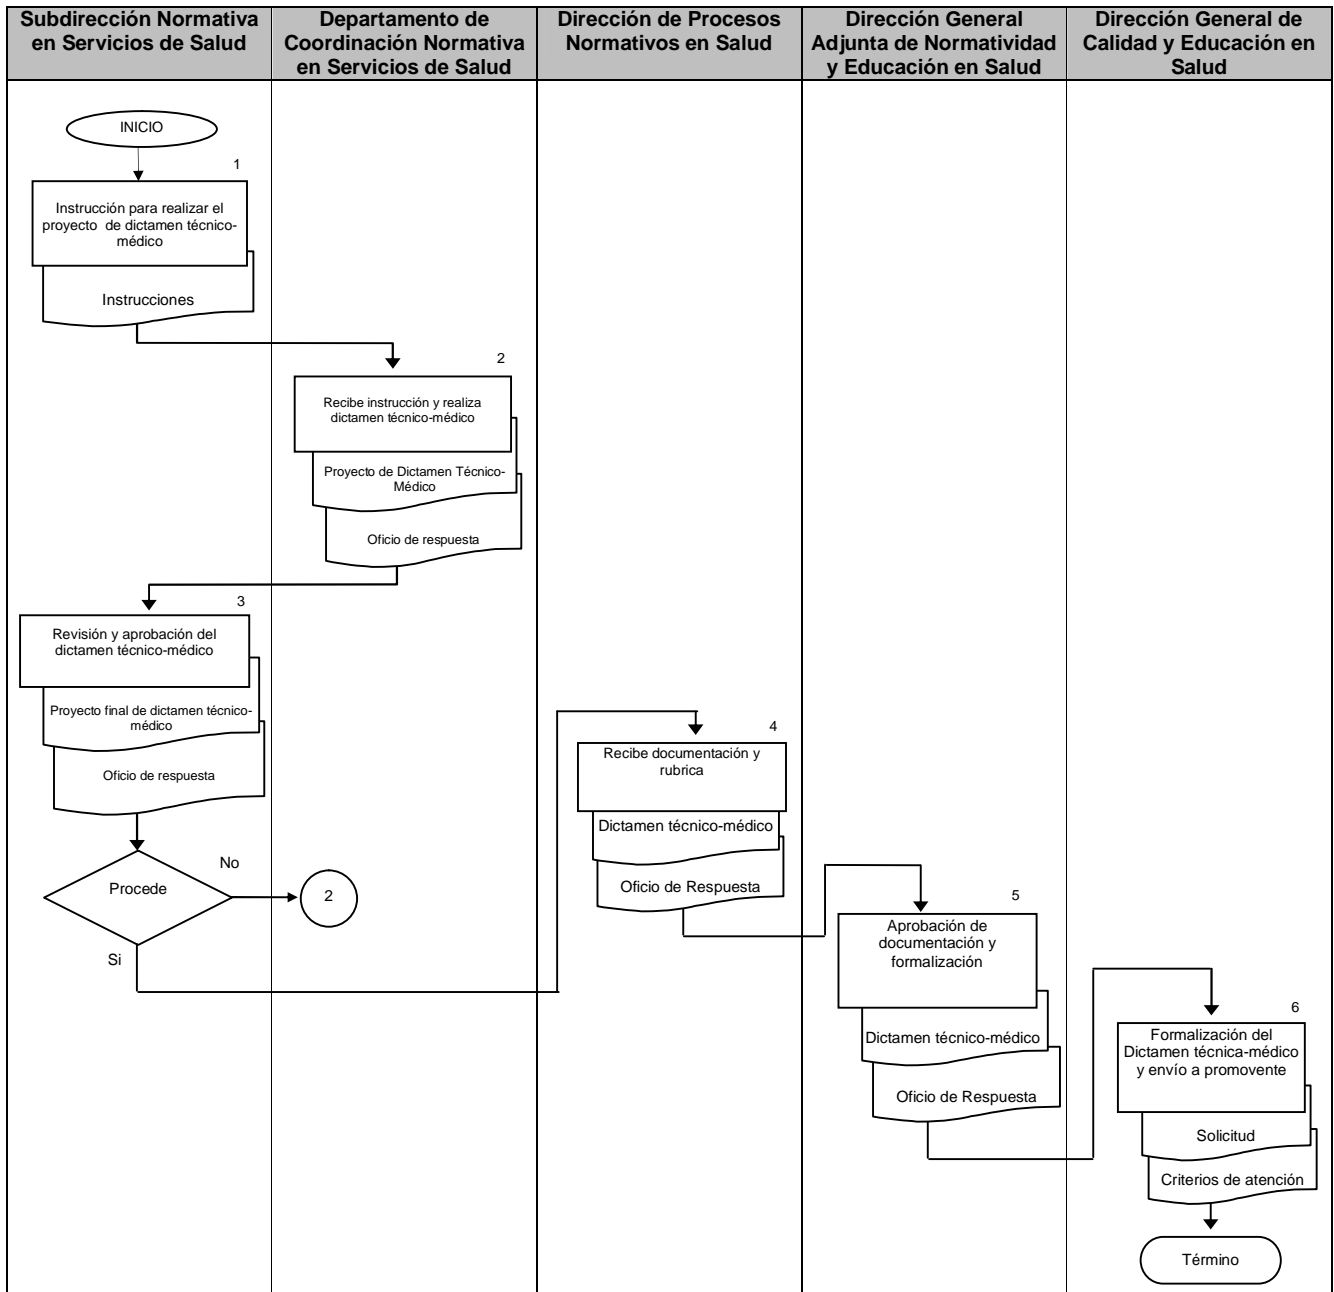 Subdirección Normativa
en Servicios de Salud
Departamento de
Coordinación Normativa
en Servicios de Salud
Dirección de Procesos
Normativos en Salud
Dirección General
Adjunta de Normatividad
y Educación en Salud
Dirección General de
Calidad y Educación en
Salud
INICIO
1
Instrucción para realizar el
proyecto de dictamen técnico-
médico
Instrucciones
2
Recibe instrucción y realiza
dictamen técnico-médico
Proyecto de Dictamen Técnico-
Médico
Oficio de respuesta
3
Revisión y aprobación del
dictamen técnico-médico
Proyecto final de dictamen técnico-
médico
Oficio de respuesta
Procede
No
2
Si
4
Recibe documentación y
rubrica
Dictamen técnico-médico
Oficio de Respuesta
5
Aprobación de
documentación y
formalización
Dictamen técnico-médico
Oficio de Respuesta
6
Formalización del
Dictamen técnica-médico
y envío a promovente
Solicitud
Criterios de atención
Término